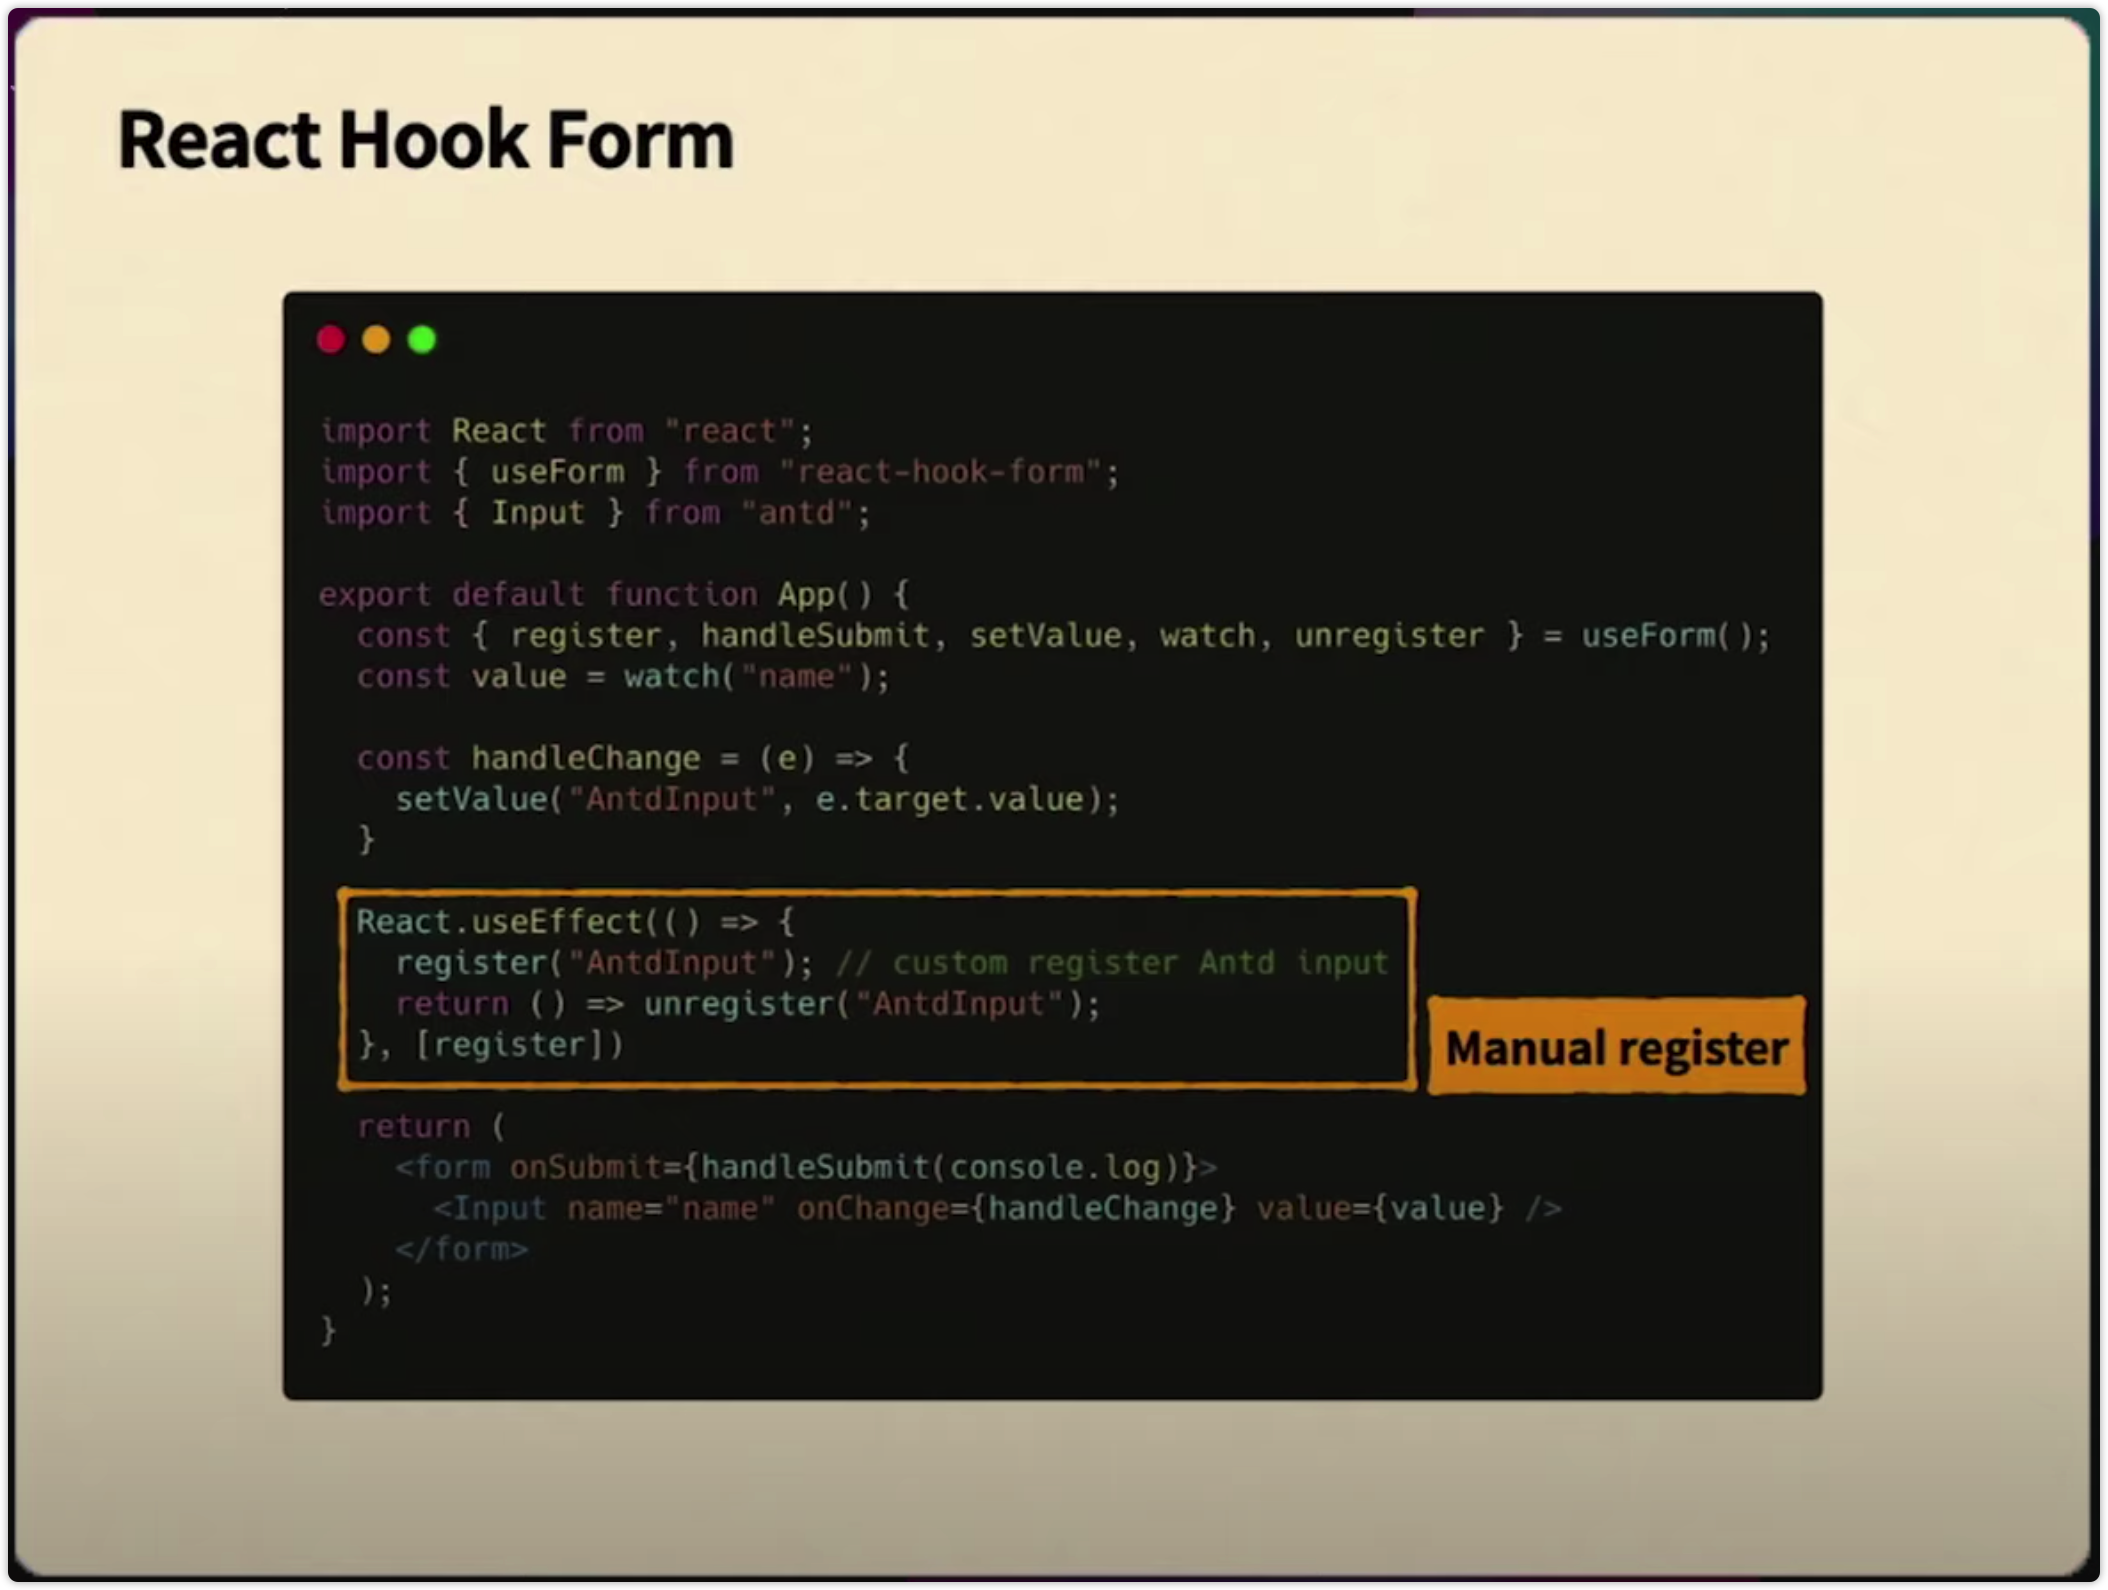 React Hook Form
import React from "react";
import { useForm } from "react-hook-form";
import { Input } from "antd";
export default function App() {
  const { register, handleSubmit, setValue, watch, unregister } = useForm();
  const value = watch("name");
  const handleChange = (e) => {
    setValue("AntdInput", e.target.value);
  }
  React.useEffect(() => {
    register("AntdInput"); // custom register Antd input
    return () => unregister("AntdInput");
  }, [register])
Manual register
  return (
    <form onSubmit={handleSubmit(console.log)}>
      <Input name="name" onChange={handleChange} value={value} />
    </form>
  );
}